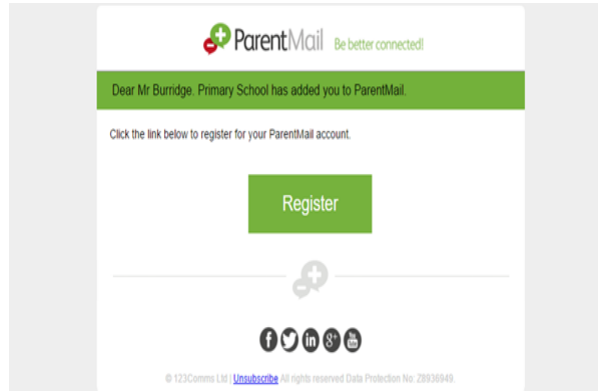 ParentMail Be better connected!
Dear Mr Burridge. Primary School has added you to ParentMail.
Click the link below to register for your ParentMail account.
Register
© 123Comms Ltd | Unsubscribe All rights reserved Data Protection No: Z8936949.